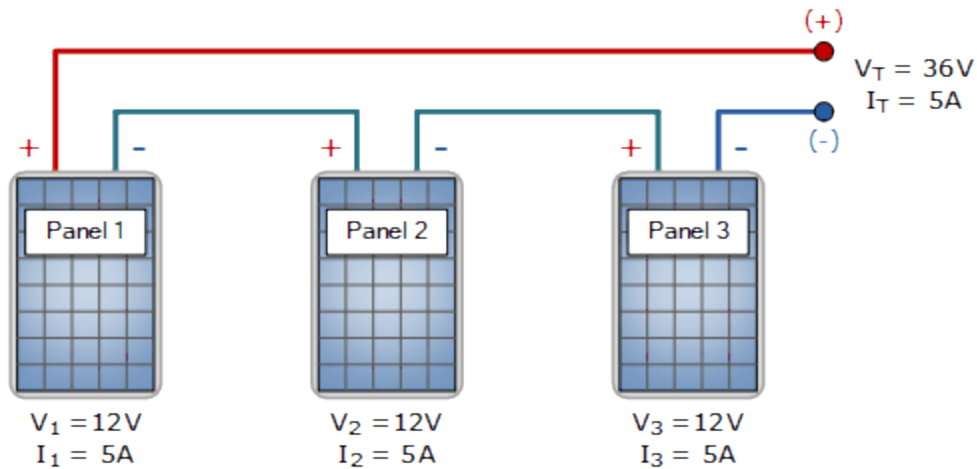 (+)
V_T = 36V
I_T = 5A
(-)
+ - + - + -
Panel 1 Panel 2 Panel 3
V_1 = 12V V_2 = 12V V_3 = 12V
I_1 = 5A I_2 = 5A I_3 = 5A